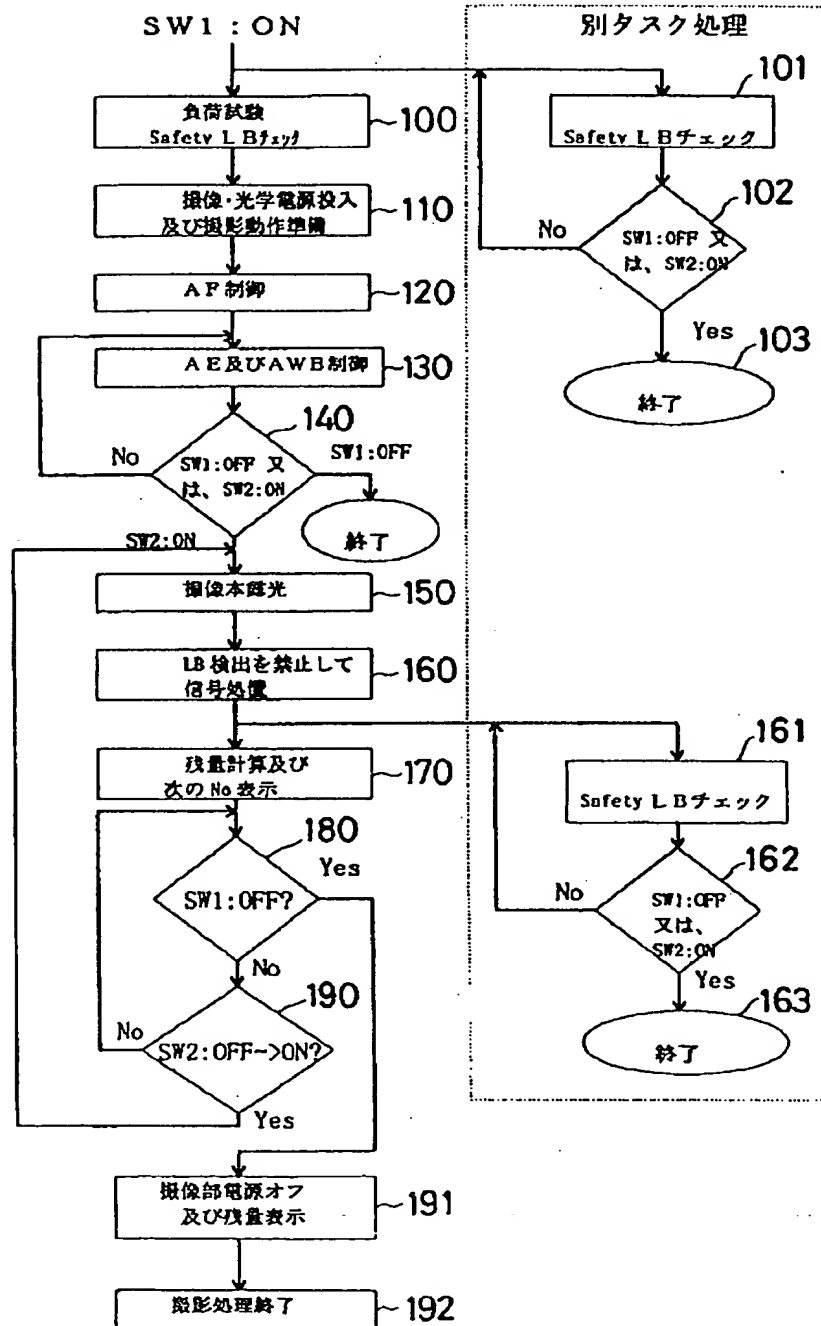 SW1:ON
別タスク処理
負荷試験
Safety LBチェック
100
101
Safety LBチェック
撮像・光学電源投入
及び撮影動作準備
110
102
No
SW1:OFF 又
は、SW2:ON
AF制御
120
Yes
103
終了
AE及びAWB制御
130
140
No
SW1:OFF
SW1:OFF 又
は、SW2:ON
終了
SW2:ON
撮像本露光
150
LB検出を禁止して
信号処置
160
161
残量計算及び
次のNo表示
170
Safety LBチェック
180
Yes
162
SW1:OFF?
No
SW1:OFF
又は、
SW2:ON
No
190
Yes
163
No
SW2:OFF~>ON?
終了
Yes
撮像部電源オフ
及び残量表示
191
撮影処理終了
192